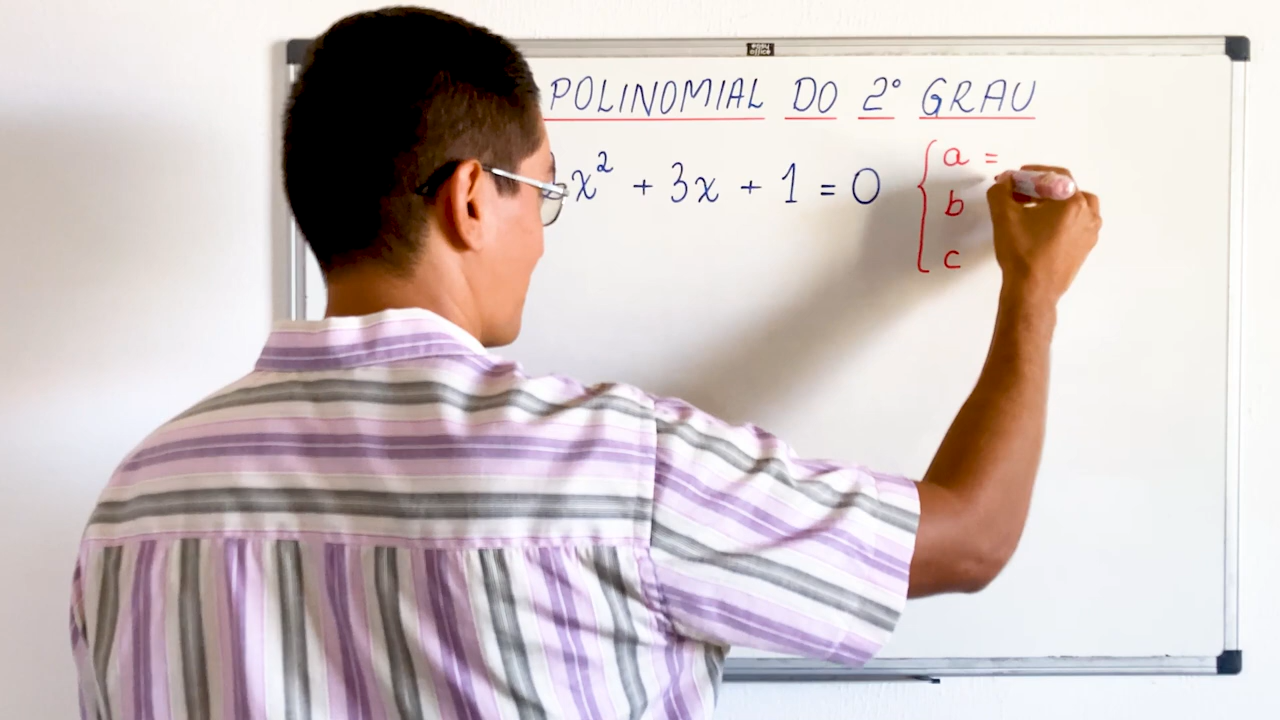 POLINOMIAL DO 2° GRAU
x² + 3x + 1 = 0
a =
b
c